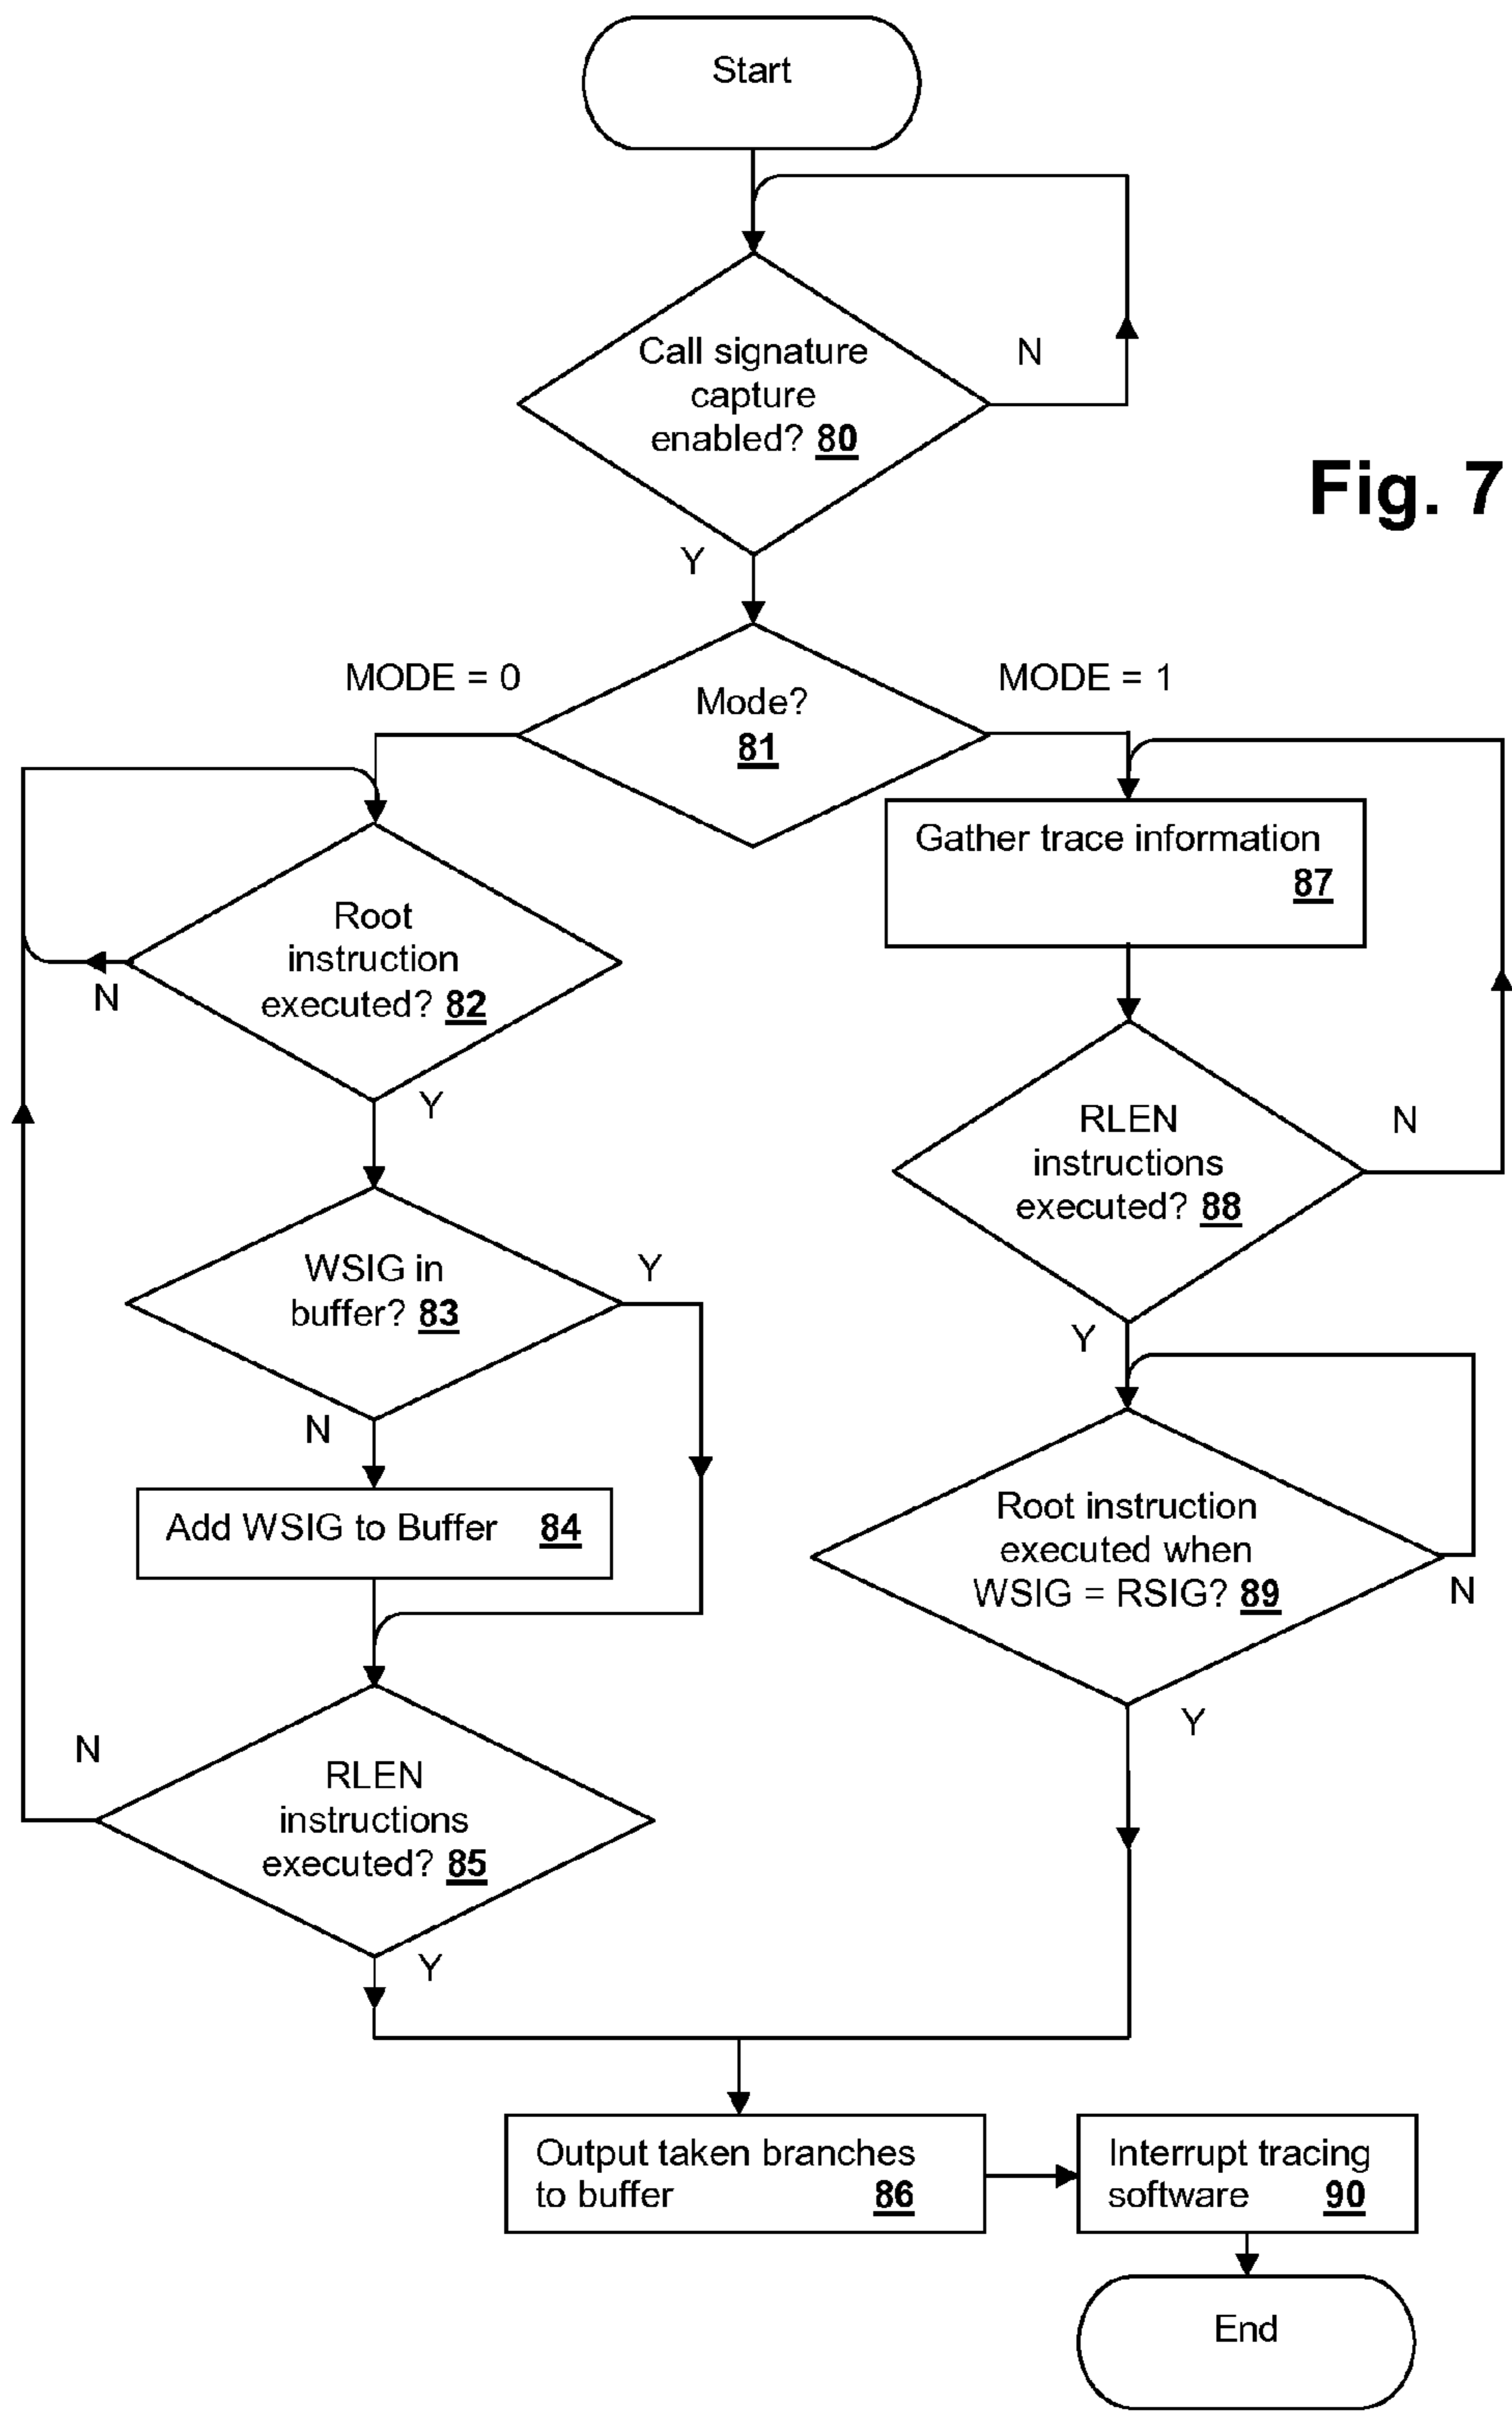 Start
Call signature
capture
enabled? 80
N
Fig. 7
Y
MODE = 0
MODE = 1
Mode?
81
Gather trace information
87
Root
instruction
executed? 82
N
Y
RLEN
instructions
executed? 88
N
Y
WSIG in
buffer? 83
Y
N
Add WSIG to Buffer 84
Root instruction
executed when
WSIG = RSIG? 89
N
Y
N
RLEN
instructions
executed? 85
Y
Output taken branches
to buffer 86
Interrupt tracing
software 90
End